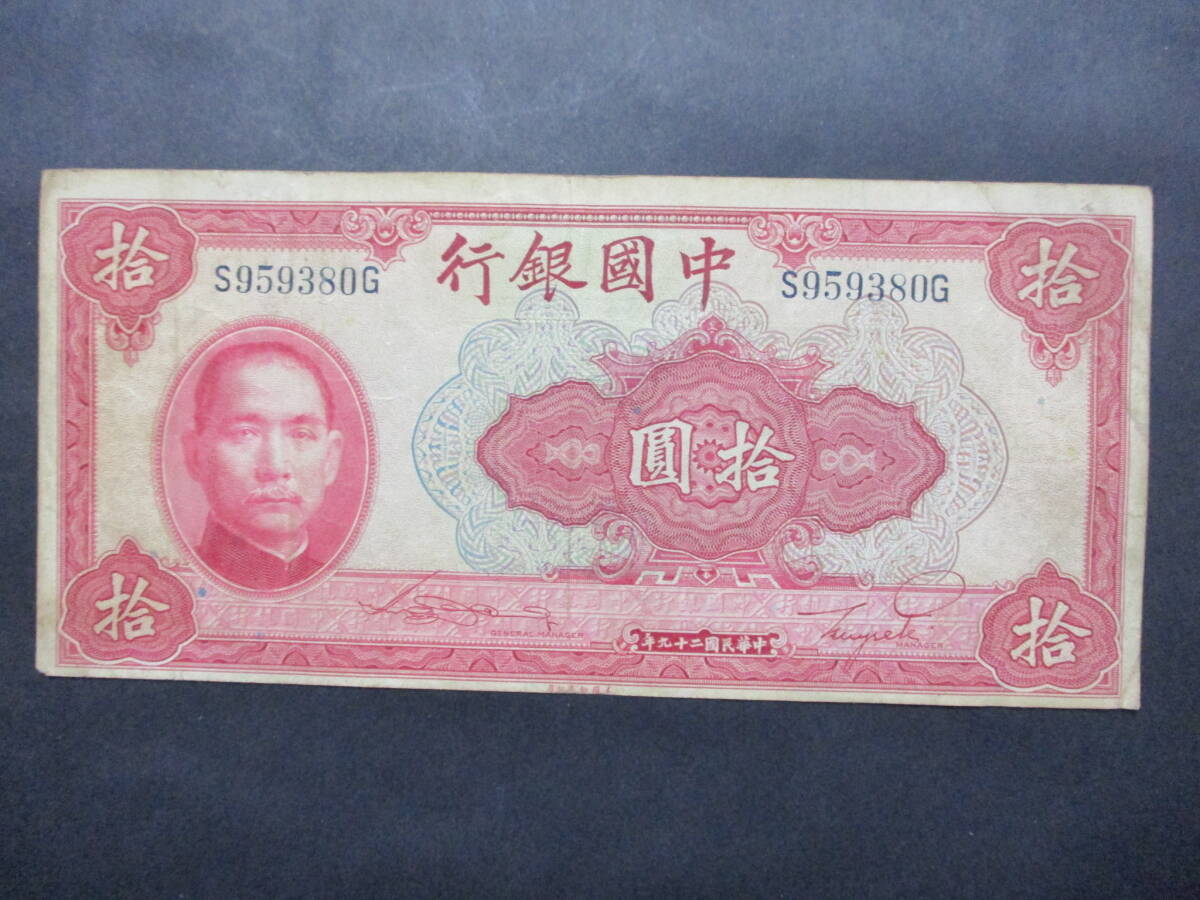 中國銀行
S959380G
S959380G
拾
拾
拾圓
拾
拾
GENERAL MANAGER
MANAGER
中華民國二十九年